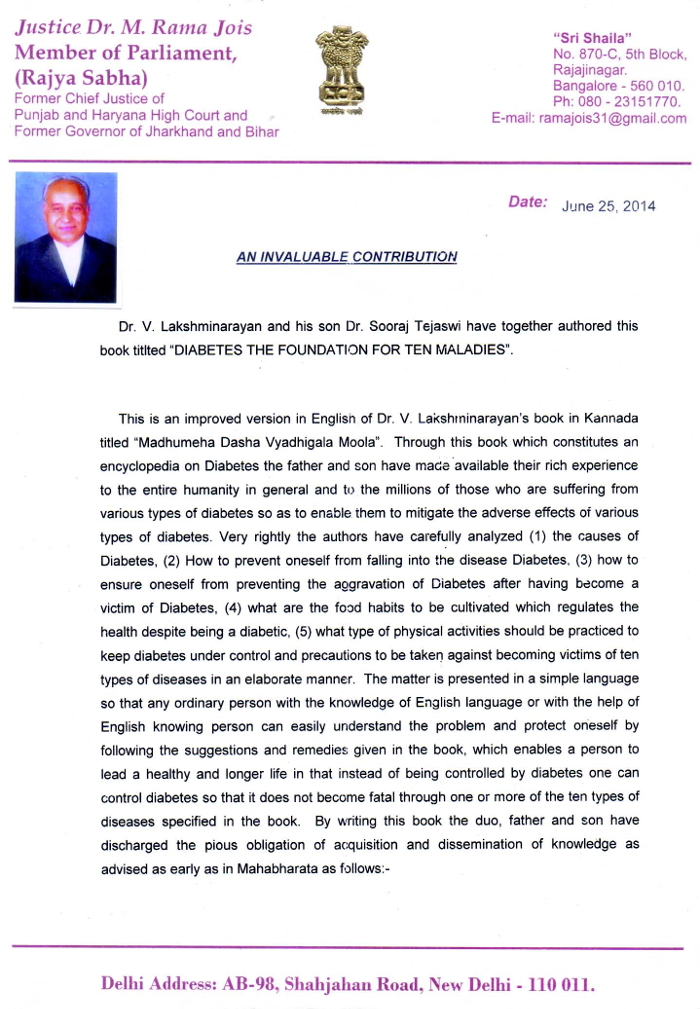 Justice Dr. M. Rama Jois
Member of Parliament,
(Rajya Sabha)
Former Chief Justice of
Punjab and Haryana High Court and
Former Governor of Jharkhand and Bihar
"Sri Shaila"
No. 870-C, 5th Block,
Rajajinagar.
Bangalore - 560 010.
Ph: 080 - 23151770.
E-mail: ramajois31@gmail.com
Date: June 25, 2014
AN INVALUABLE CONTRIBUTION
Dr. V. Lakshminarayan and his son Dr. Sooraj Tejaswi have together authored this
book titlted "DIABETES THE FOUNDATION FOR TEN MALADIES".
This is an improved version in English of Dr. V. Lakshminarayan's book in Kannada
titled "Madhumeha Dasha Vyadhigala Moola". Through this book which constitutes an
encyclopedia on Diabetes the father and son have made available their rich experience
to the entire humanity in general and to the millions of those who are suffering from
various types of diabetes so as to enable them to mitigate the adverse effects of various
types of diabetes. Very rightly the authors have carefully analyzed (1) the causes of
Diabetes, (2) How to prevent oneself from falling into the disease Diabetes, (3) how to
ensure oneself from preventing the aggravation of Diabetes after having become a
victim of Diabetes, (4) what are the food habits to be cultivated which regulates the
health despite being a diabetic, (5) what type of physical activities should be practiced to
keep diabetes under control and precautions to be taken against becoming victims of ten
types of diseases in an elaborate manner. The matter is presented in a simple language
so that any ordinary person with the knowledge of English language or with the help of
English knowing person can easily understand the problem and protect oneself by
following the suggestions and remedies given in the book, which enables a person to
lead a healthy and longer life in that instead of being controlled by diabetes one can
control diabetes so that it does not become fatal through one or more of the ten types of
diseases specified in the book. By writing this book the duo, father and son have
discharged the pious obligation of acquisition and dissemination of knowledge as
advised as early as in Mahabharata as follows:-
Delhi Address: AB-98, Shahjahan Road, New Delhi - 110 011.